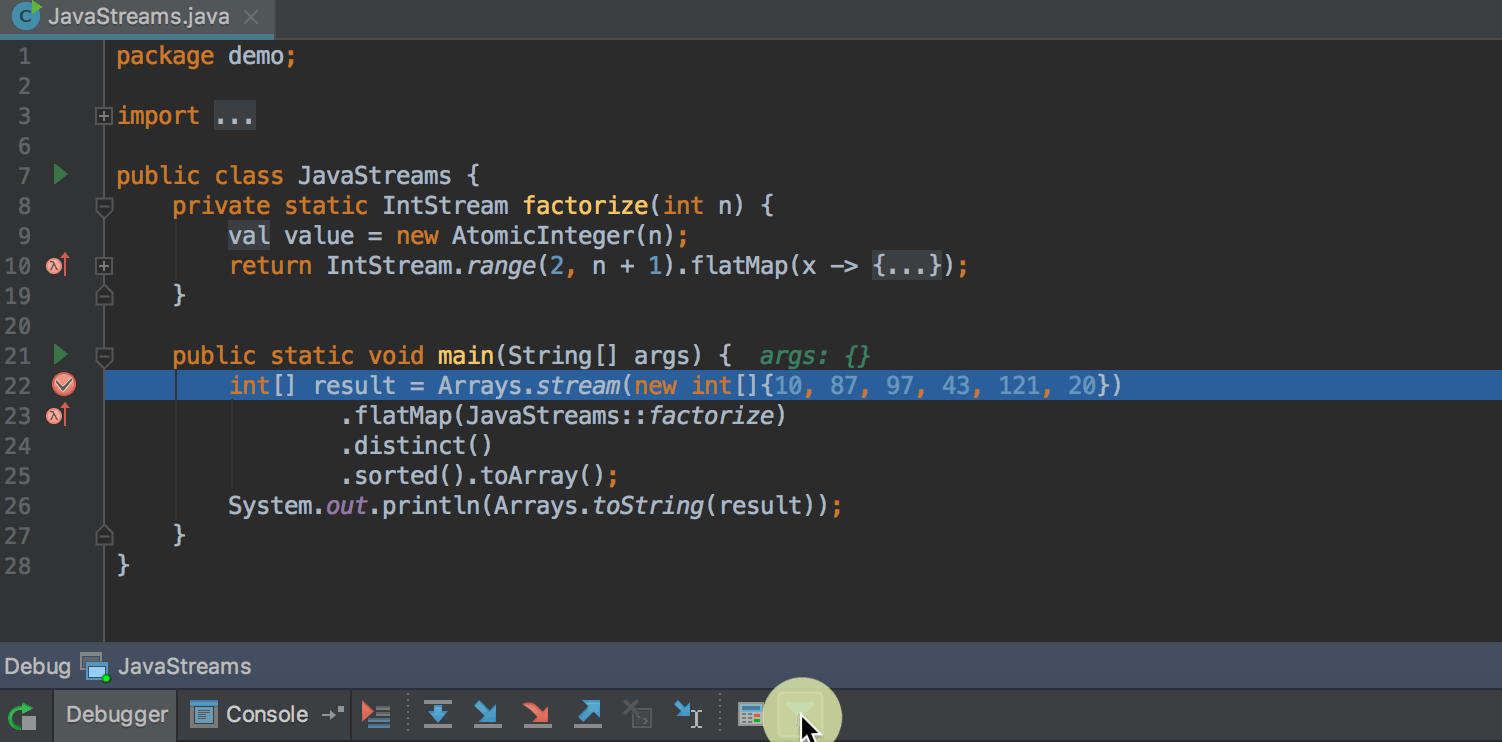 JavaStreams.java
1 package demo;
2
3 import ...
6
7 public class JavaStreams {
8 private static IntStream factorize(int n) {
9 val value = new AtomicInteger(n);
10 return IntStream.range(2, n + 1).flatMap(x -> {...});
19 }
20
21 public static void main(String[] args) { args: {}
22 int[] result = Arrays.stream(new int[]{10, 87, 97, 43, 121, 20})
23 .flatMap(JavaStreams::factorize)
24 .distinct()
25 .sorted().toArray();
26 System.out.println(Arrays.toString(result));
27 }
28 }
Debug JavaStreams
Debugger Console